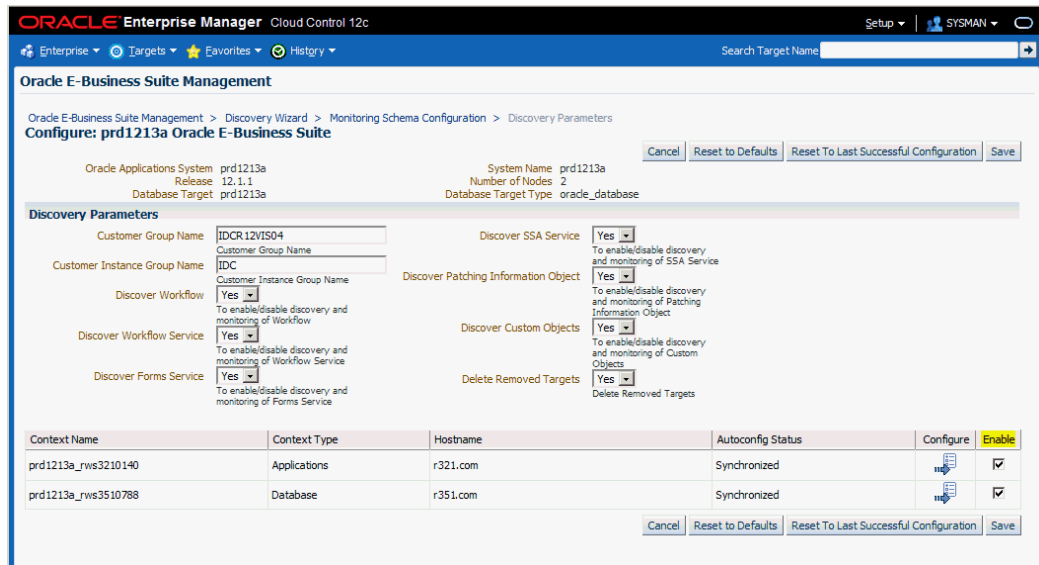 ORACLE Enterprise Manager Cloud Control 12c
Setup SYSMAN
Enterprise Targets Favorites History Search Target Name
Oracle E-Business Suite Management
Oracle E-Business Suite Management > Discovery Wizard > Monitoring Schema Configuration > Discovery Parameters
Configure: prd1213a Oracle E-Business Suite
Cancel Reset to Defaults Reset To Last Successful Configuration Save
Oracle Applications System prd1213a System Name prd1213a
Release 12.1.1 Number of Nodes 2
Database Target prd1213a Database Target Type oracle_database
Discovery Parameters
Customer Group Name IDCR12VIS04
Customer Group Name
Customer Instance Group Name IDC
Customer Instance Group Name
Discover Workflow Yes
To enable/disable discovery and
monitoring of Workflow
Discover Workflow Service Yes
To enable/disable discovery and
monitoring of Workflow Service
Discover Forms Service Yes
To enable/disable discovery and
monitoring of Forms Service
Discover SSA Service Yes
To enable/disable discovery
and monitoring of SSA Service
Discover Patching Information Object Yes
To enable/disable discovery
and monitoring of Patching
Information Object
Discover Custom Objects Yes
To enable/disable discovery
and monitoring of Custom
Objects
Delete Removed Targets Yes
Delete Removed Targets
Context Name Context Type Hostname Autoconfig Status Configure Enable
prd1213a_rws3210140 Applications r321.com Synchronized
prd1213a_rws3510788 Database r351.com Synchronized
Cancel Reset to Defaults Reset To Last Successful Configuration Save